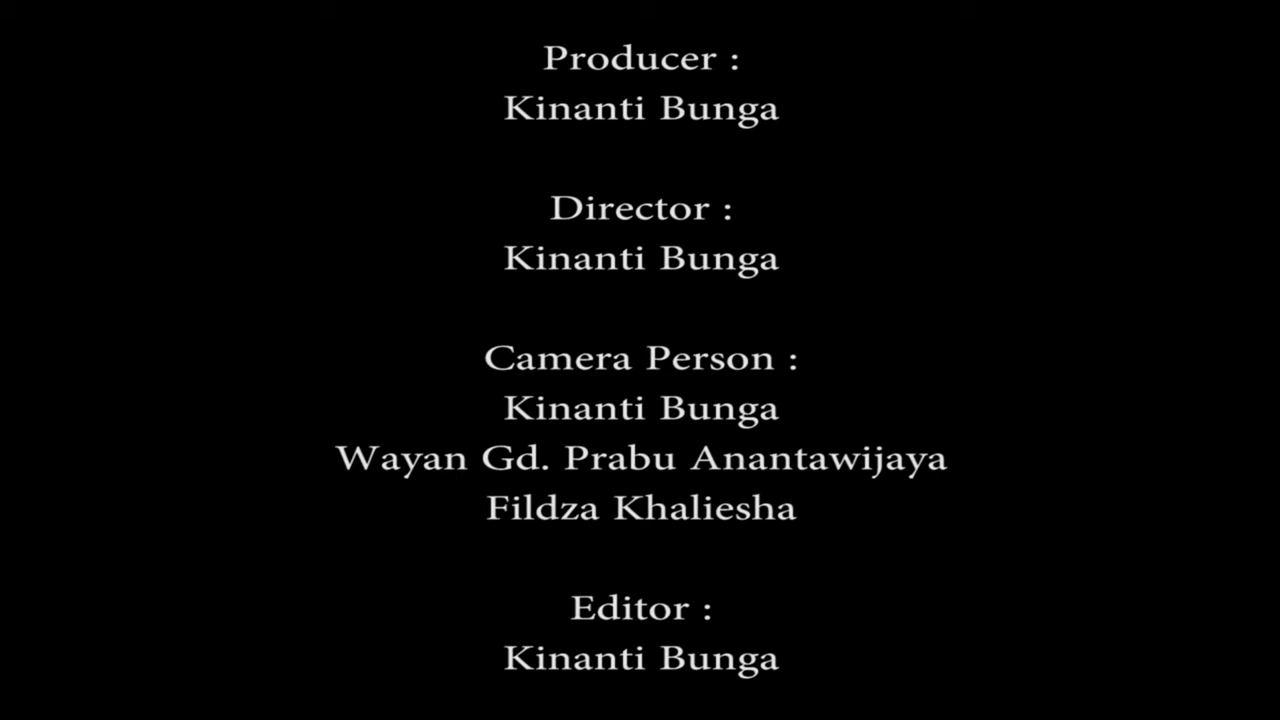 Producer :
Kinanti Bunga
Director :
Kinanti Bunga
Camera Person :
Kinanti Bunga
Wayan Gd. Prabu Anantawijaya
Fildza Khaliesha
Editor :
Kinanti Bunga